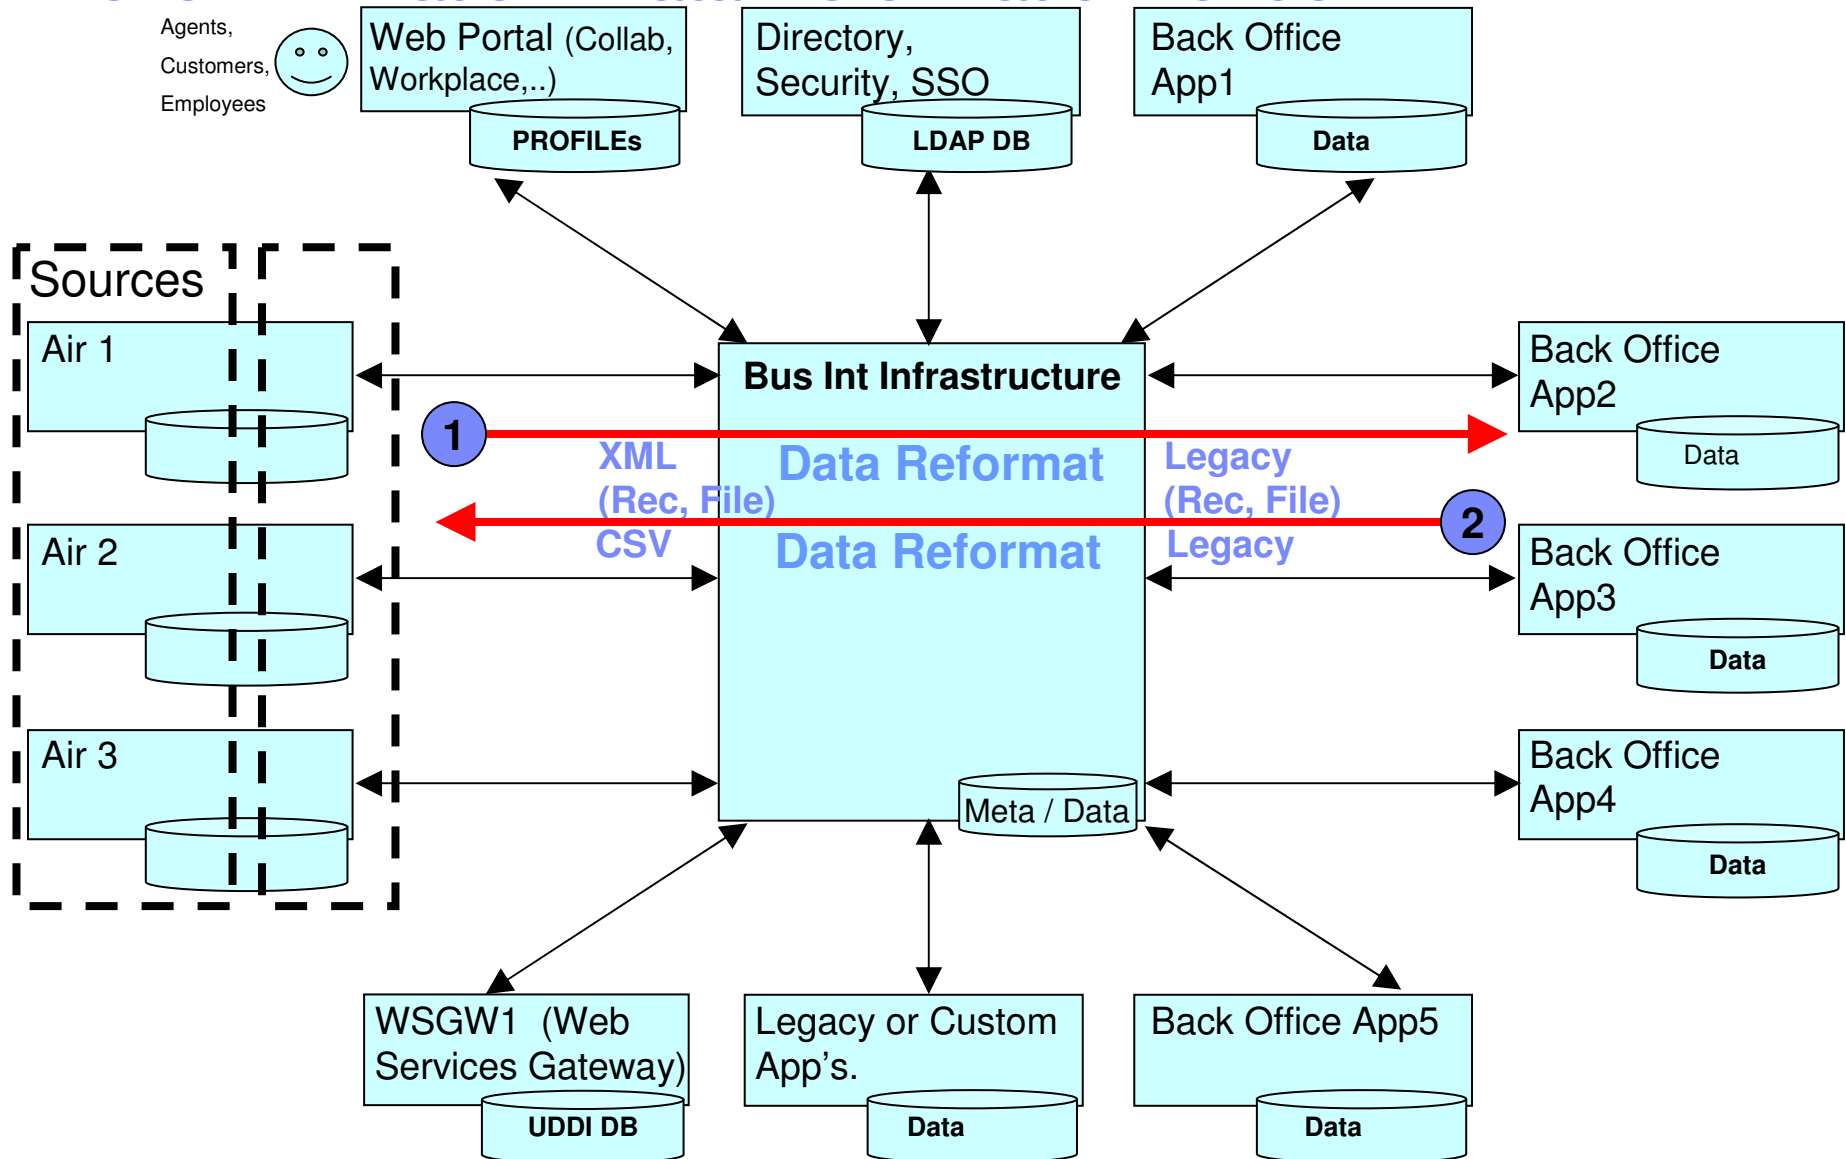 Agents,
Customers,
Employees
Web Portal (Collab,
Workplace,..)
PROFILEs
Directory,
Security, SSO
LDAP DB
Back Office
App1
Data
Sources
Air 1
Air 2
Air 3
Bus Int Infrastructure
1
XML
(Rec, File)
Data Reformat
Legacy
(Rec, File)
2
CSV
Data Reformat
Legacy
Meta / Data
Back Office
App2
Data
Back Office
App3
Data
Back Office
App4
Data
WSGW1 (Web
Services Gateway)
UDDI DB
Legacy or Custom
App's.
Data
Back Office App5
Data